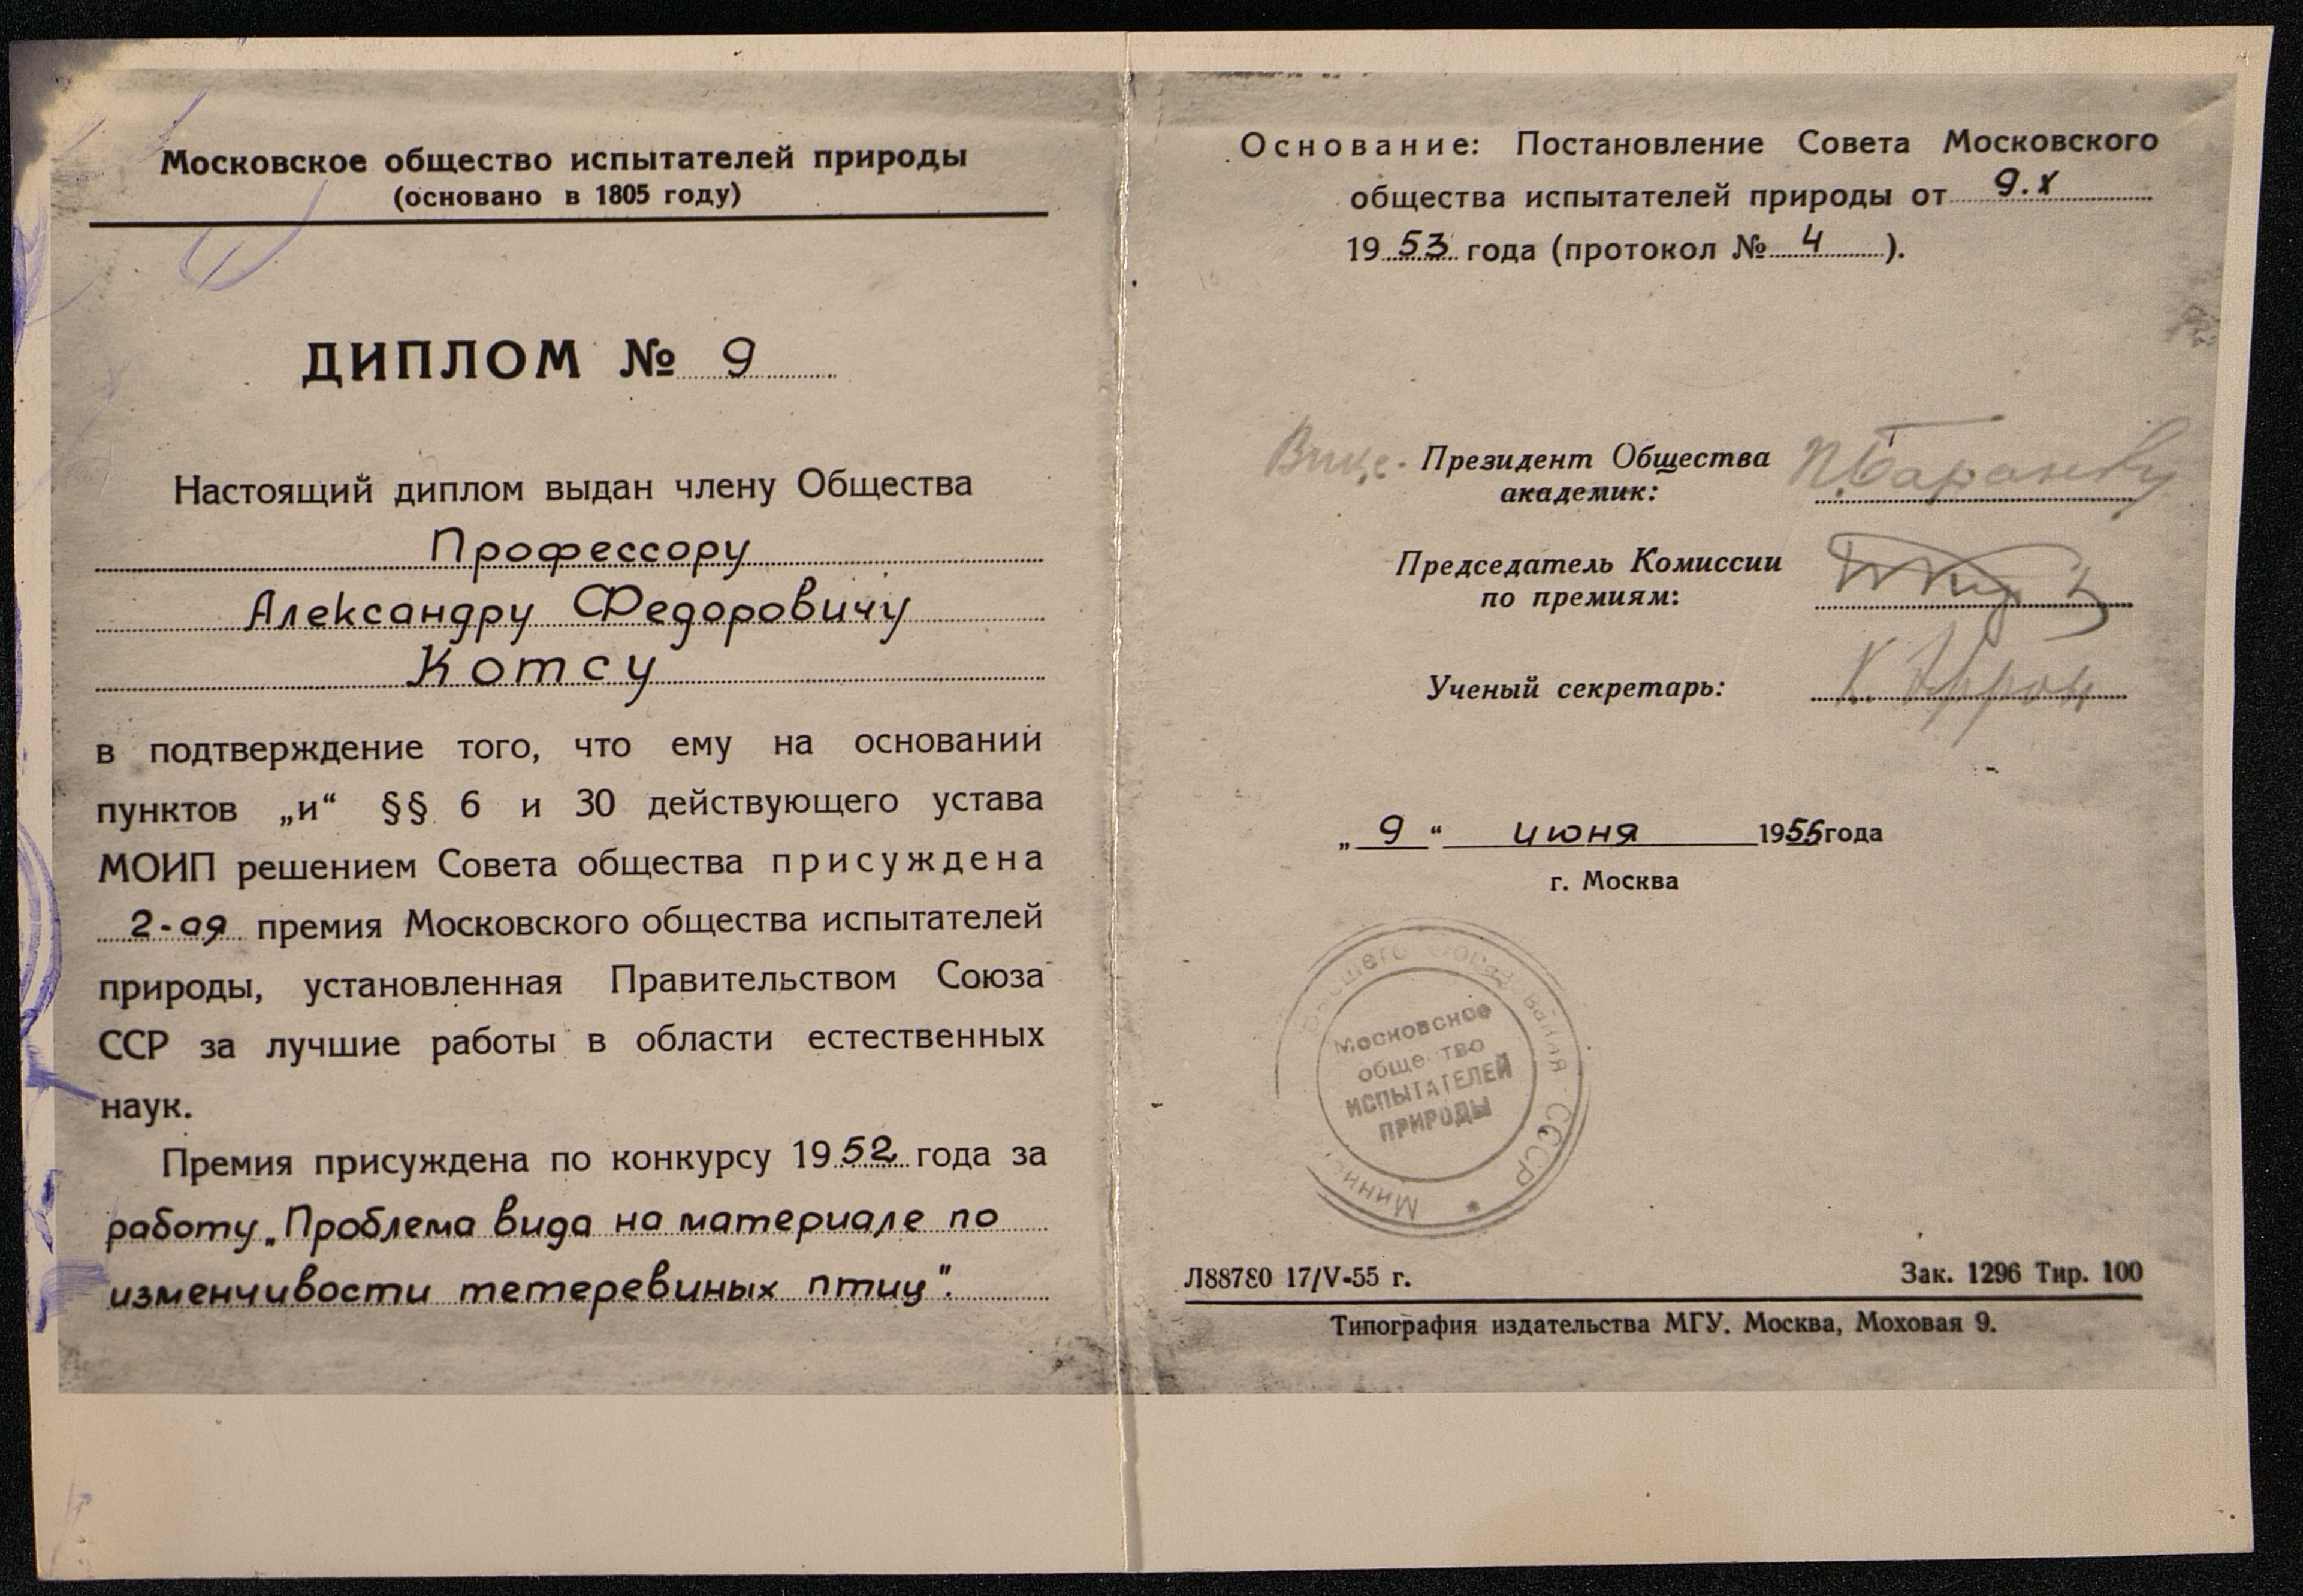 Московское общество испытателей природы
(основано в 1805 году)
ДИПЛОМ № 9
Настоящий диплом выдан члену Общества
Профессору
Александру Федоровичу
Котсу
в подтверждение того, что ему на основании
пунктов „и“ §§ 6 и 30 действующего устава
МОИП решением Совета общества присуждена
2-ая премия Московского общества испытателей
природы, установленная Правительством Союза
ССР за лучшие работы в области естественных
наук.
Премия присуждена по конкурсу 1952 года за
работу „Проблема вида на материале по
изменчивости тетеревиных птиц".
Основание: Постановление Совета Московского
общества испытателей природы от 9.X
1953 года (протокол № 4).
Вице- Президент Общества
академик:
Председатель Комиссии
по премиям:
Ученый секретарь:
„9“ июня 1955 года
г. Москва
Московское
общество
ИСПЫТАТЕЛЕЙ
ПРИРОДЫ
СССР
Л88780 17/V-55 г. Зак. 1296 Тир. 100
Типография издательства МГУ. Москва, Моховая 9.